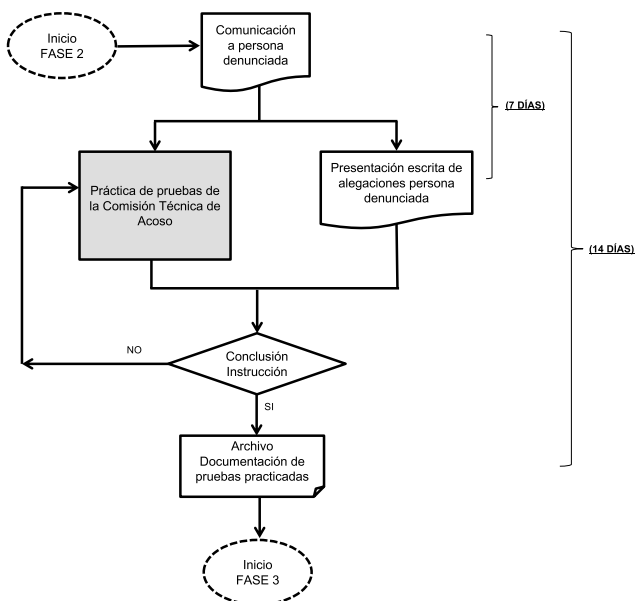 Inicio
FASE 2
Comunicación
a persona
denunciada
(7 DÍAS)
Práctica de pruebas de
la Comisión Técnica de
Acoso
Presentación escrita de
alegaciones persona
denunciada
(14 DÍAS)
NO
Conclusión
Instrucción
SI
Archivo
Documentación de
pruebas practicadas
Inicio
FASE 3